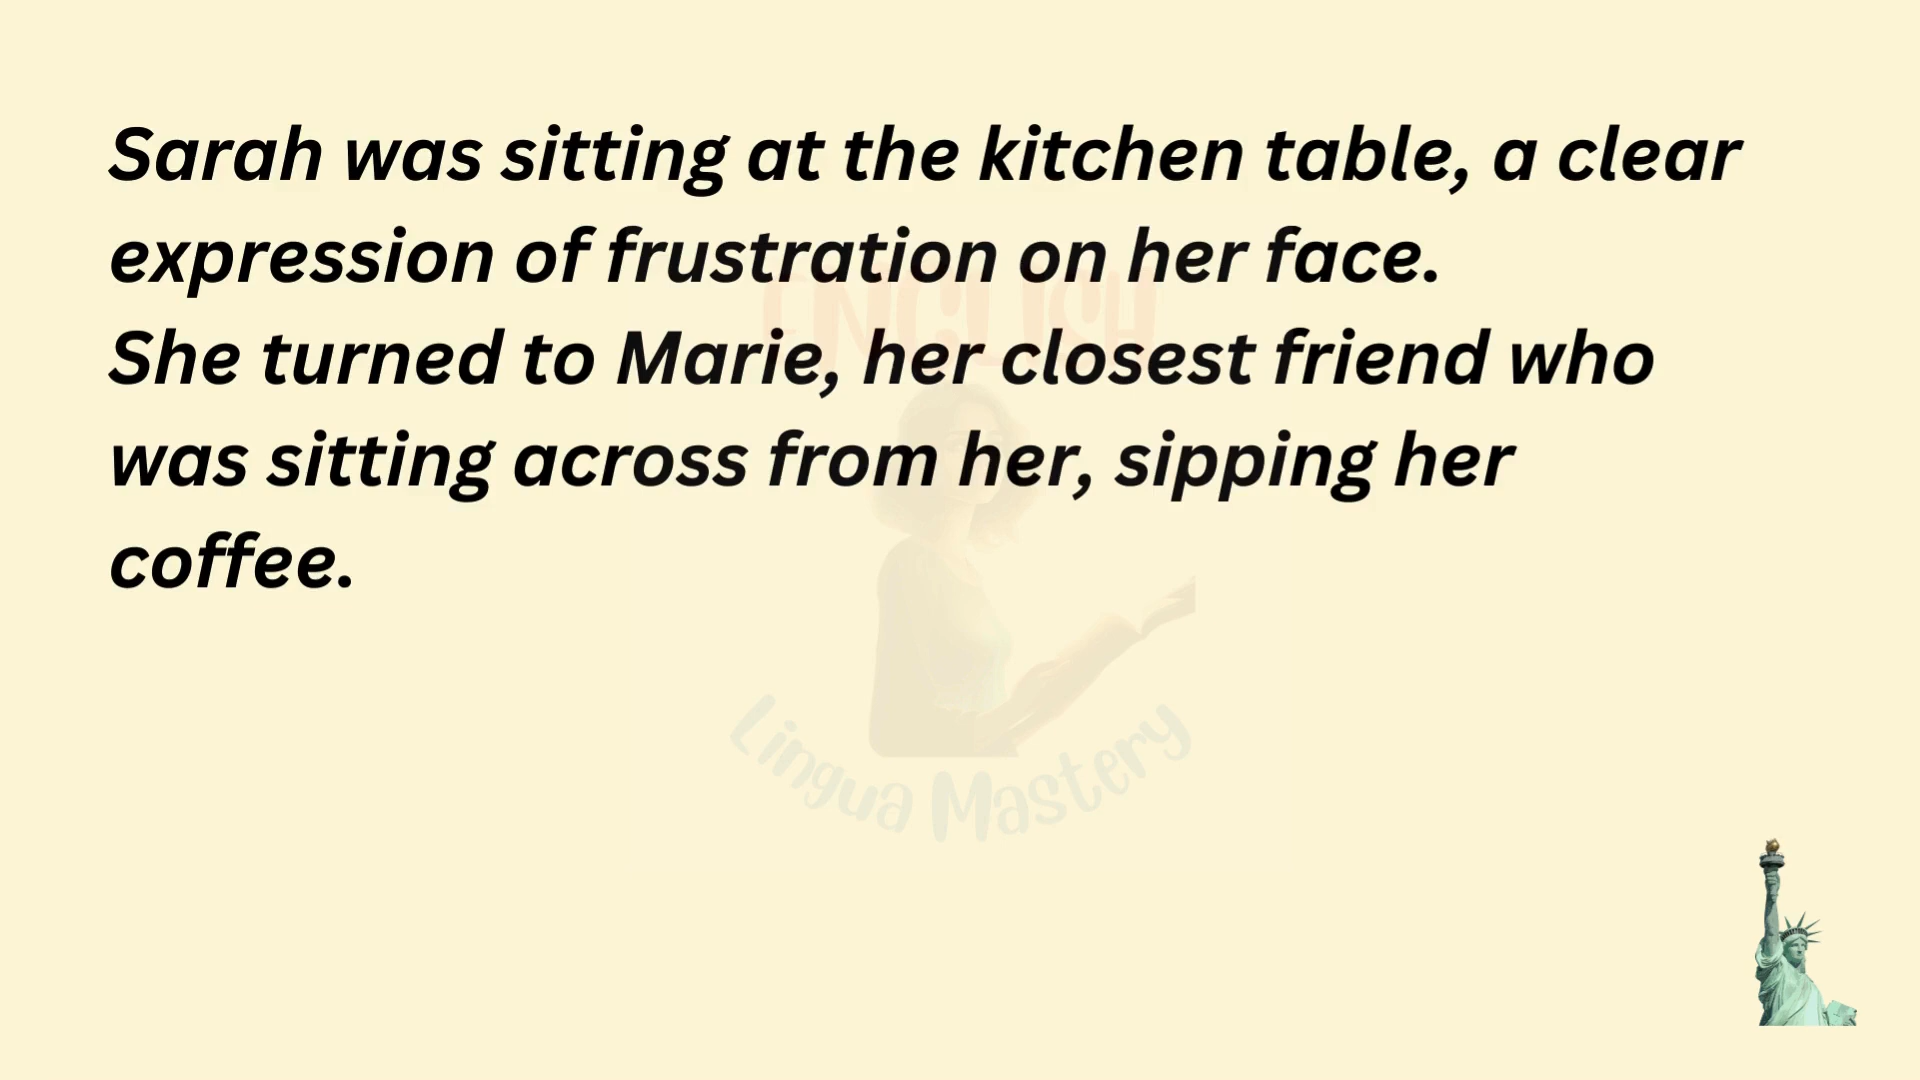 Sarah was sitting at the kitchen table, a clear
expression of frustration on her face.
She turned to Marie, her closest friend who
was sitting across from her, sipping her
coffee.
ENGLISH
Lingua Mastery